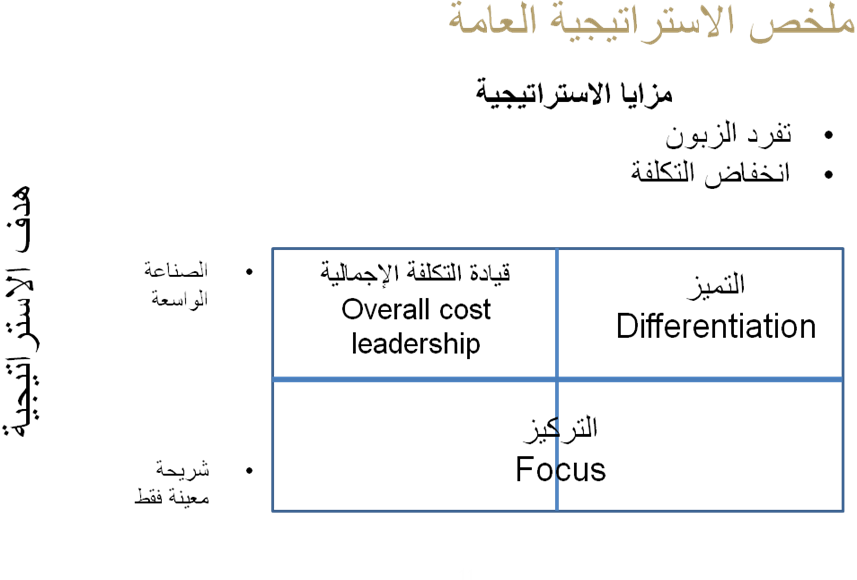 ملخص الاستراتيجية العامة
مزايا الاستراتيجية
• تفرد الزبون
• انخفاض التكلفة
هدف الاستراتيجية
• الصناعة
الواسعة
قيادة التكلفة الإجمالية
Overall cost
leadership
التميز
Differentiation
• شريحة
معينة فقط
التركيز
Focus